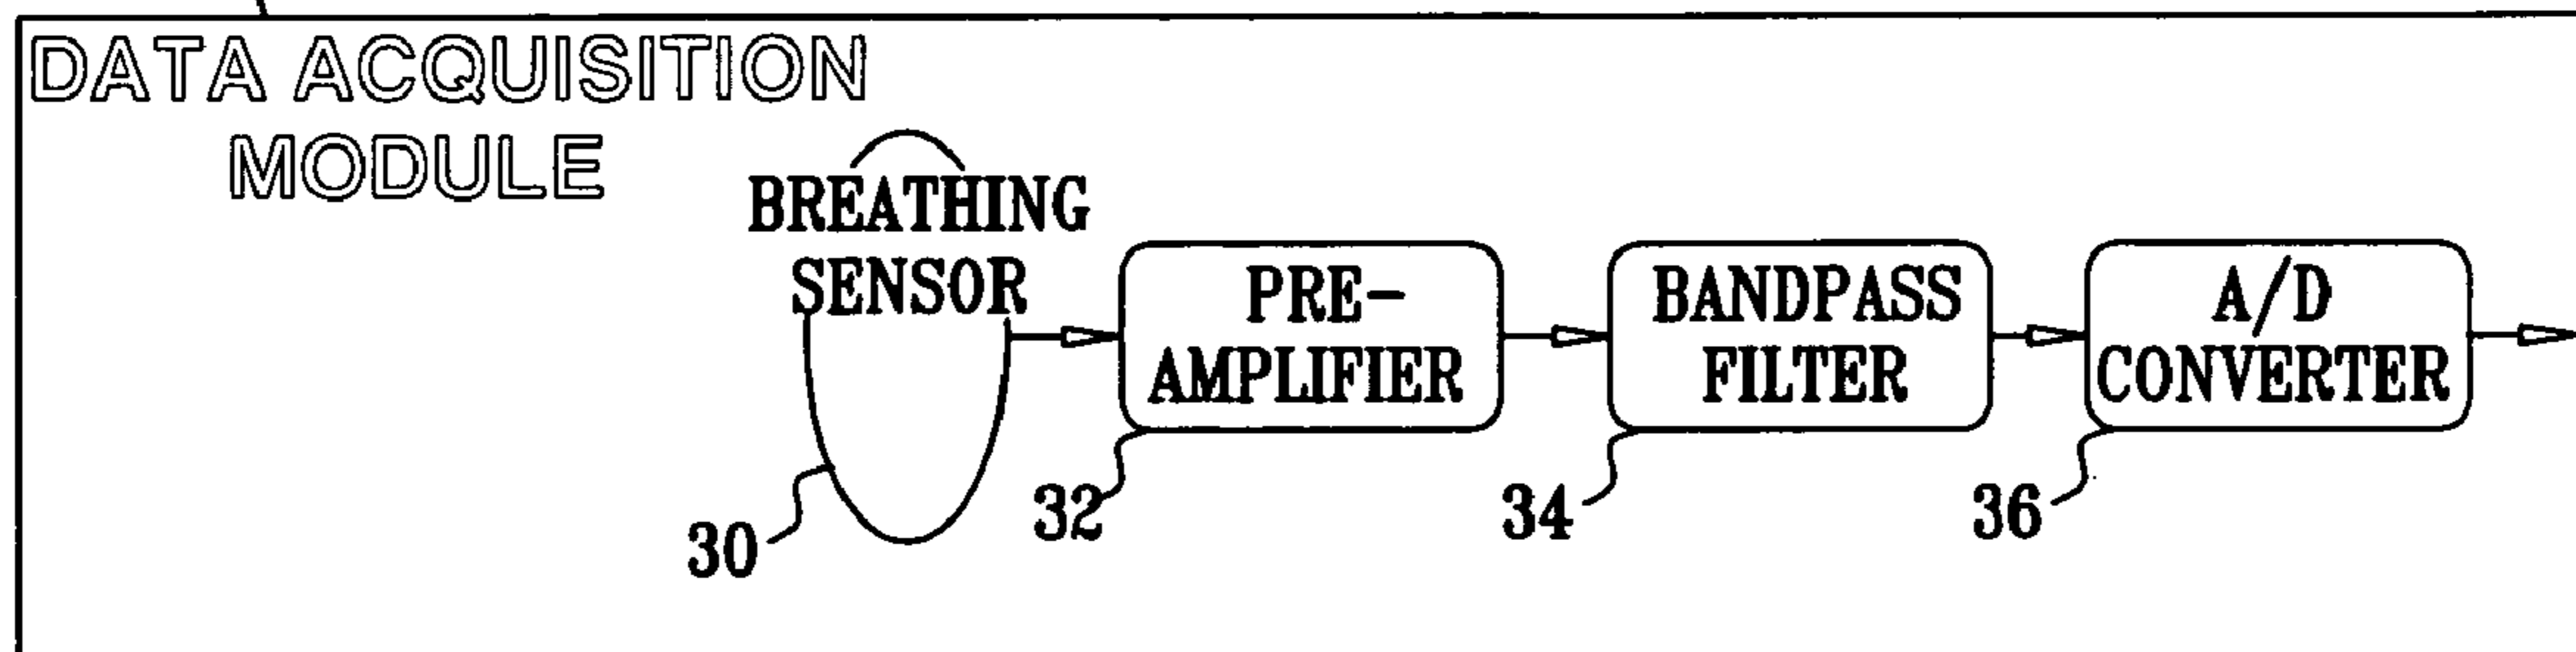 DATA ACQUISITION
MODULE
BREATHING
SENSOR
PRE-
AMPLIFIER
BANDPASS
FILTER
A/D
CONVERTER
30
32
34
36